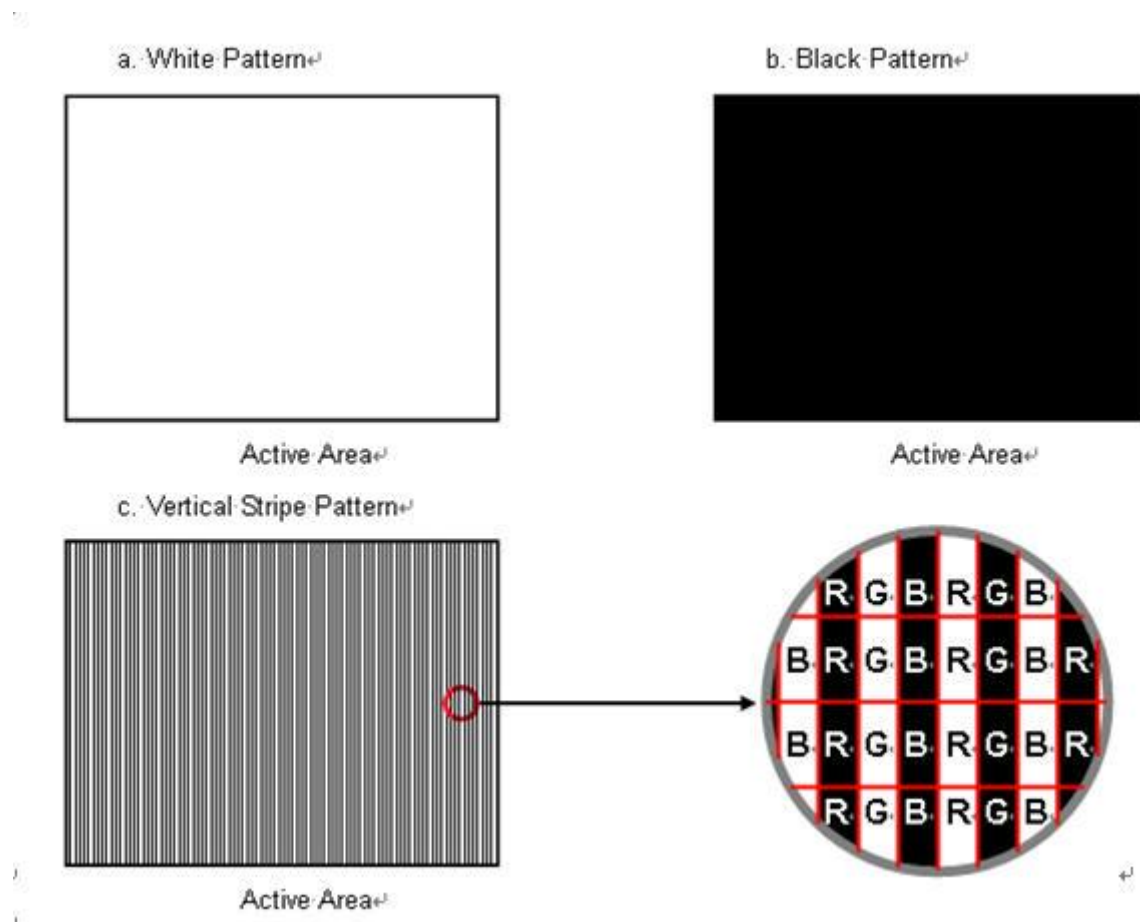 a. White Pattern↵
b. Black Pattern↵
Active Area↵
Active Area↵
c. Vertical Stripe Pattern↵
R G B R G B
B R G B R G B R
B R G B R G B R
R G B R G B
Active Area↵